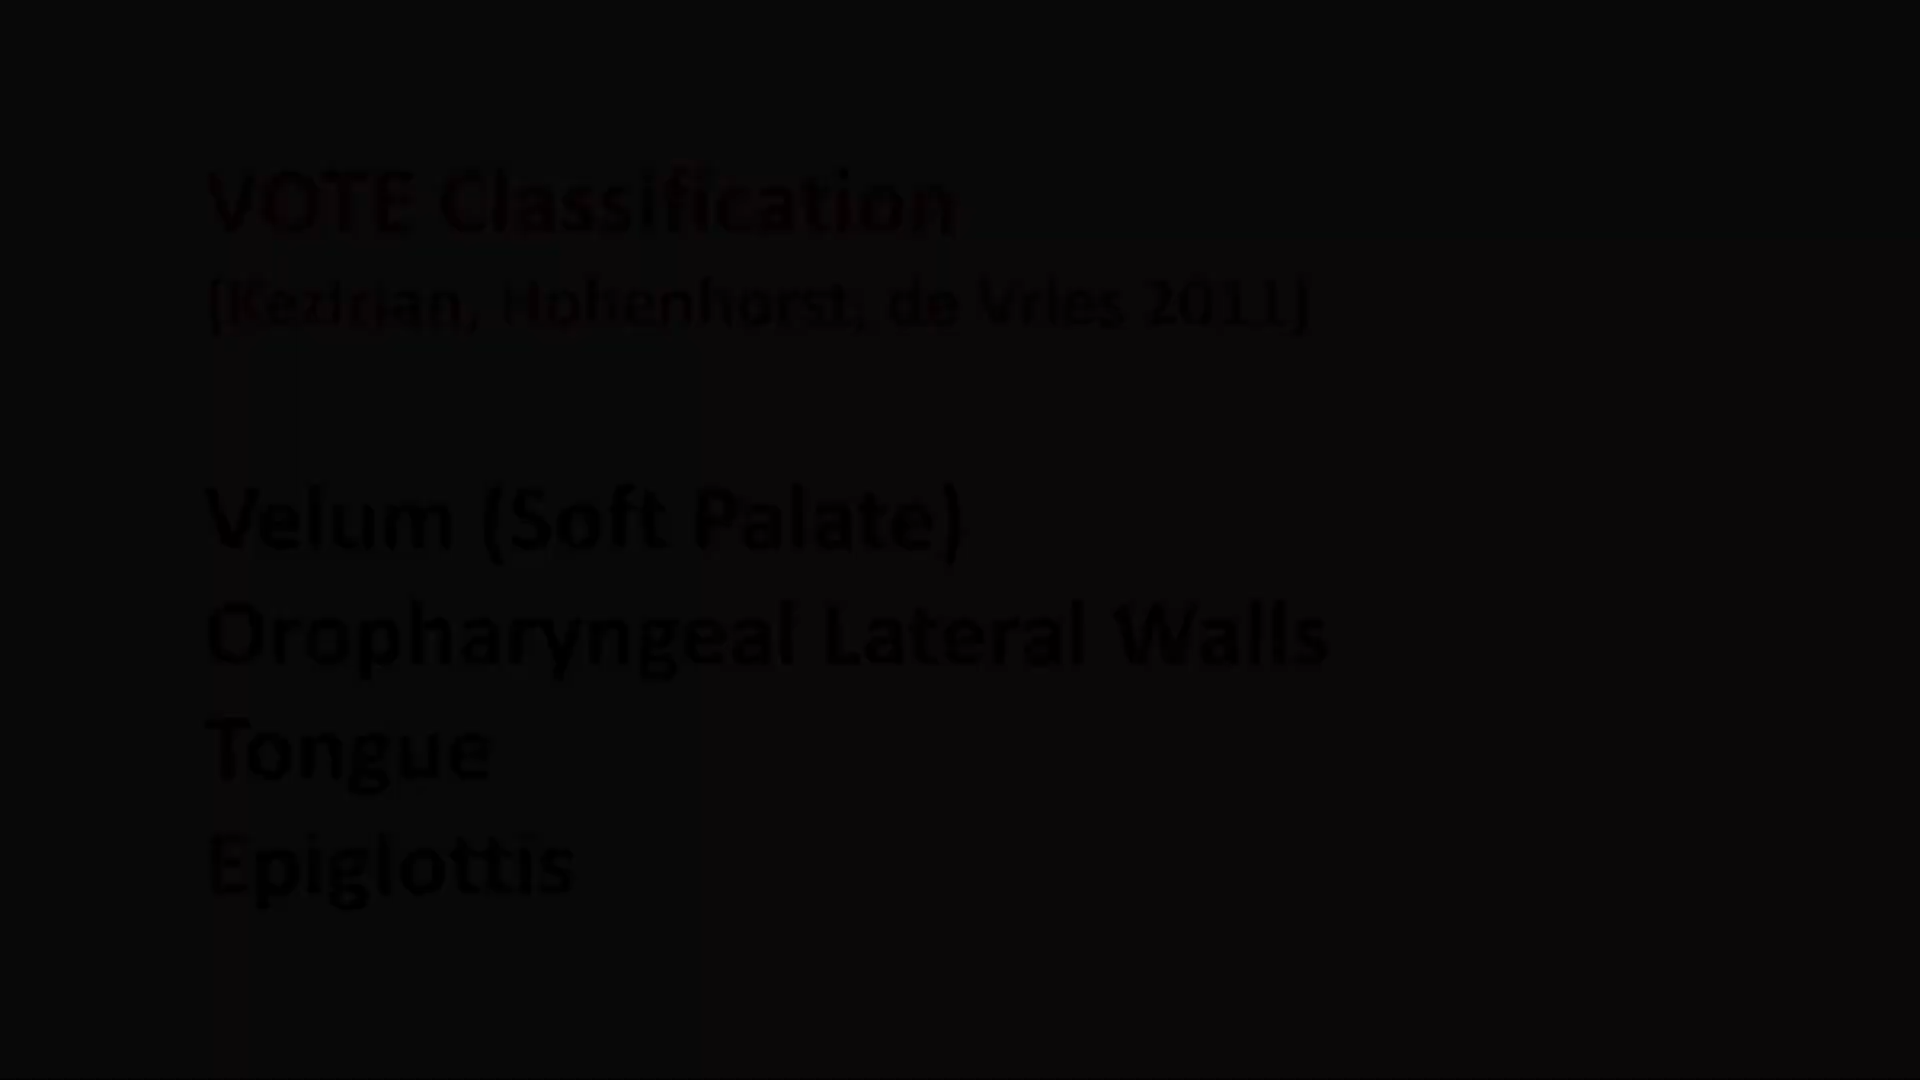 VOTE Classification
(Kezirian, Hohenhorst, de Vries 2011)
Velum (Soft Palate)
Oropharyngeal Lateral Walls
Tongue
Epiglottis